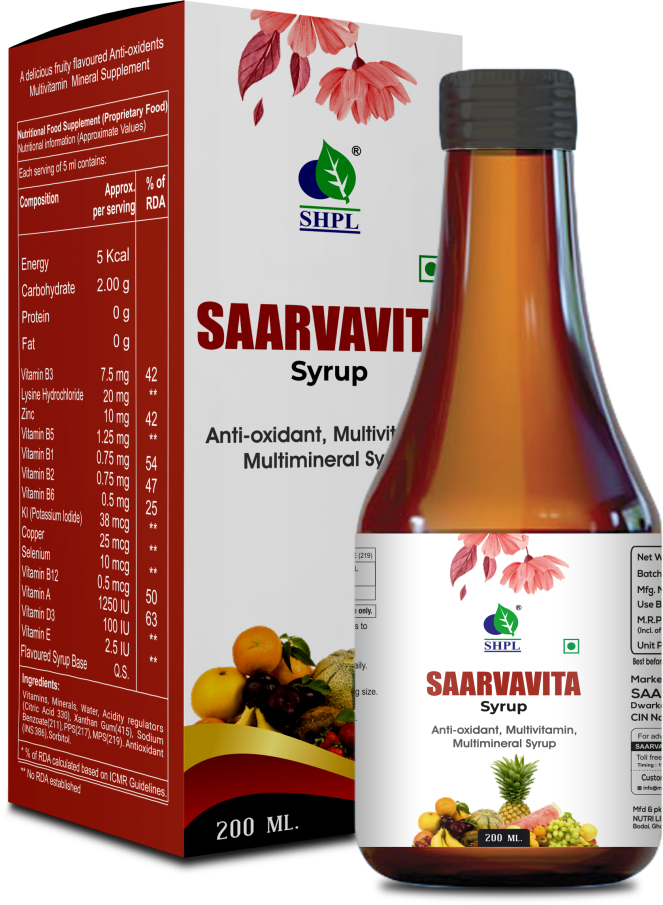 A delicious fruity flavoured Anti-oxidents
Multivitamin Mineral Supplement
Nutritional Food Supplement (Proprietary Food)
Nutritional information (Approximate Values)
Each serving of 5 ml contains:
Composition Approx. per serving % of RDA
Energy 5 Kcal
Carbohydrate 2.00 g
Protein 0 g
Fat 0 g
Vitamin B3 7.5 mg 42
Lysine Hydrochloride 20 mg **
Zinc 10 mg 42
Vitamin B5 1.25 mg **
Vitamin B1 0.75 mg 54
Vitamin B2 0.75 mg 47
Vitamin B6 0.5 mg 25
KI (Potassium Iodide) 38 mcg **
Copper 25 mcg **
Selenium 10 mcg **
Vitamin B12 0.5 mcg 50
Vitamin A 1250 IU 63
Vitamin D3 100 IU
Vitamin E 2.5 IU **
Flavoured Syrup Base Q.S.
Ingredients:
Vitamins, Minerals, Water, Acidity regulators
(Citric Acid 330), Xanthan Gum(415), Sodium
Benzoate(211), PPS(217), MPS(219), Antioxidant
(INS386), Sorbitol.
* % of RDA calculated based on ICMR Guidelines.
** No RDA established
®
SHPL
SAARVAVIT
Syrup
Anti-oxidant, Multivit
Multimineral Sy
200 ML.
(219)
only.
s to
aily.
g size.
®
SHPL
SAARVAVITA
Syrup
Anti-oxidant, Multivitamin,
Multimineral Syrup
200 ML.
Net W
Batch
Mfg. N
Use B
M.R.P
(Incl. of
Unit P
Best befor
Marke
SAA
Dwark
CIN No
For adv
SAARVA
Toll free
Timing : 1
Custo
info@m
Mfd & pk
NUTRI LI
Bodoi, Gh